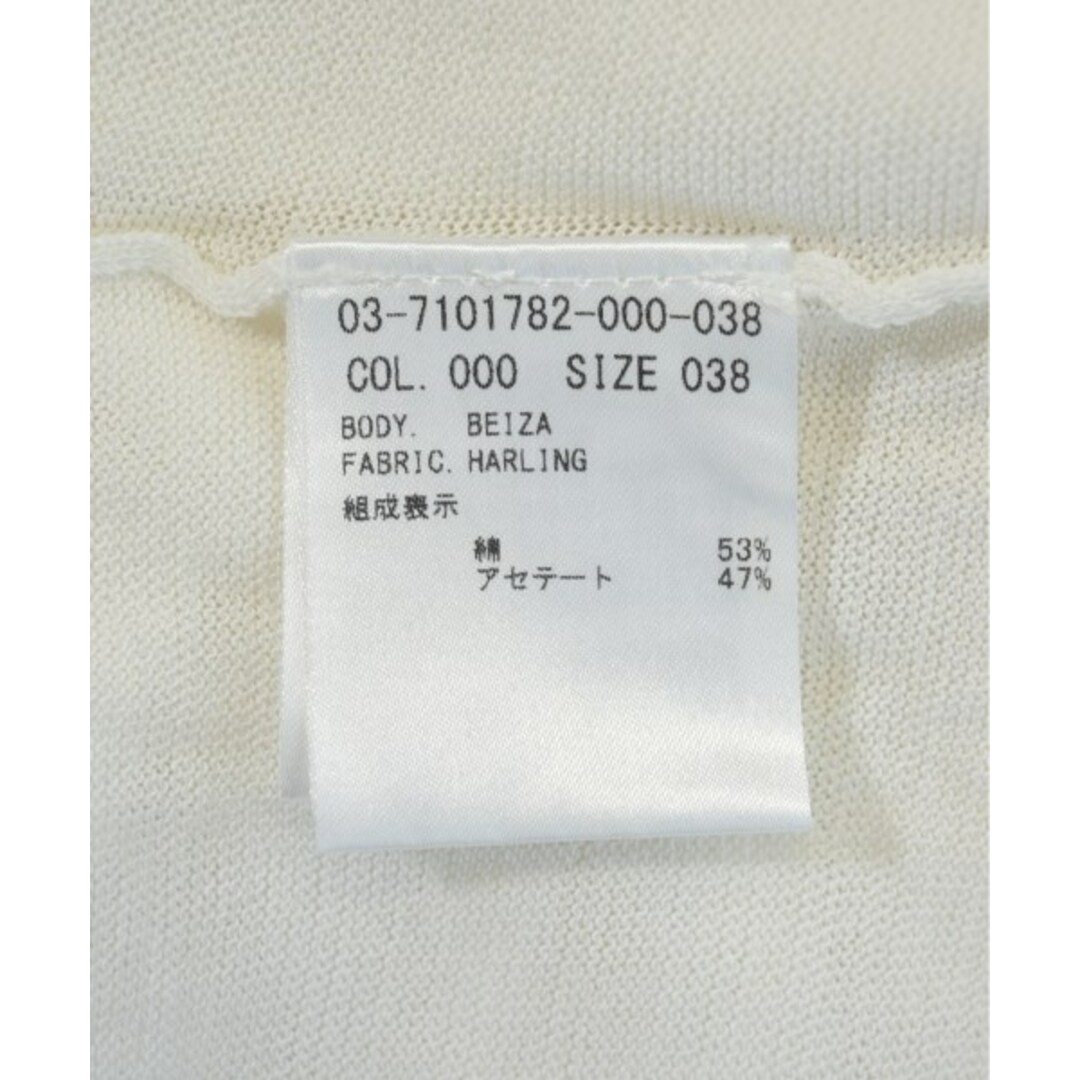 03-7101782-000-038
COL. 000 SIZE 038
BODY. BEIZA
FABRIC. HARLING
組成表示
綿 53%
アセテート 47%